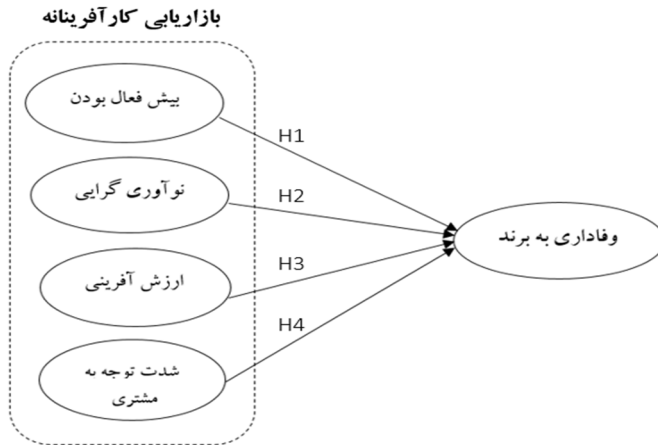 بازاریابی کارآفرینانه
بیش فعال بودن
H1
نوآوری گرایی
H2
وفاداری به برند
ارزش آفرینی
H3
H4
شدت توجه به
مشتری